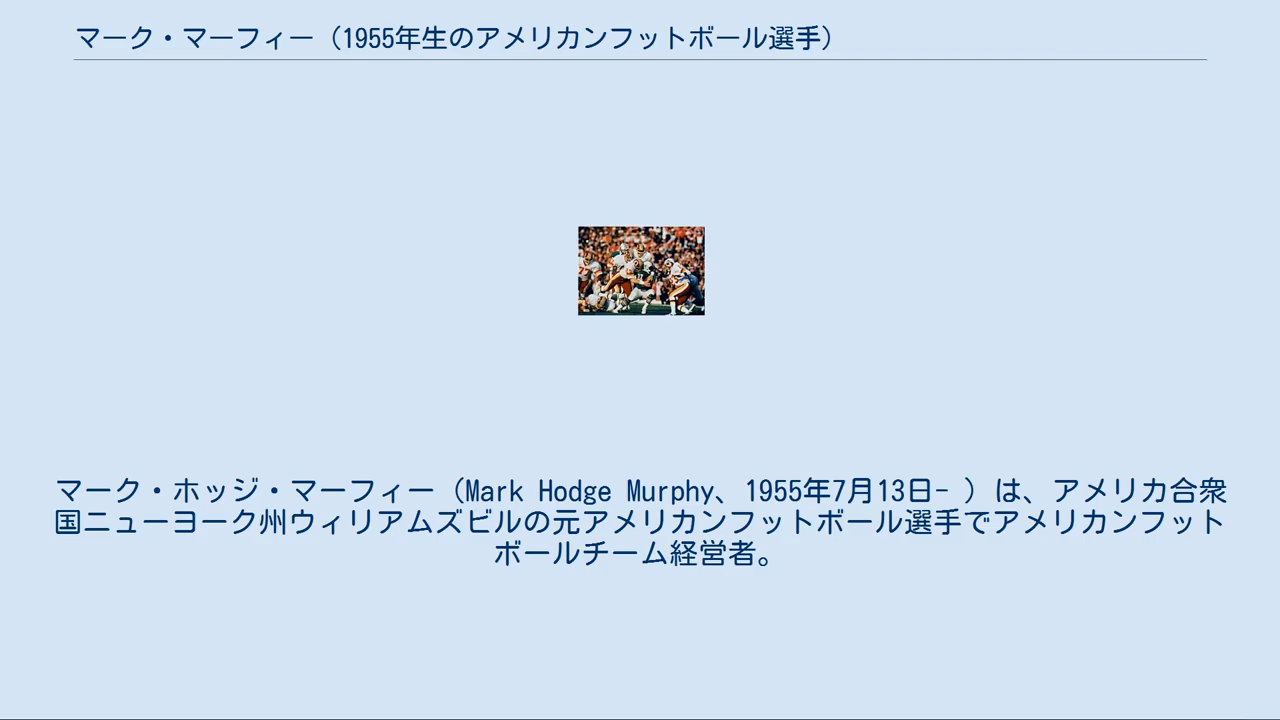 マーク・マーフィー（1955年生のアメリカンフットボール選手）
マーク・ホッジ・マーフィー（Mark Hodge Murphy、1955年7月13日- ）は、アメリカ合衆
国ニューヨーク州ウィリアムズビルの元アメリカンフットボール選手でアメリカンフット
ボールチーム経営者。